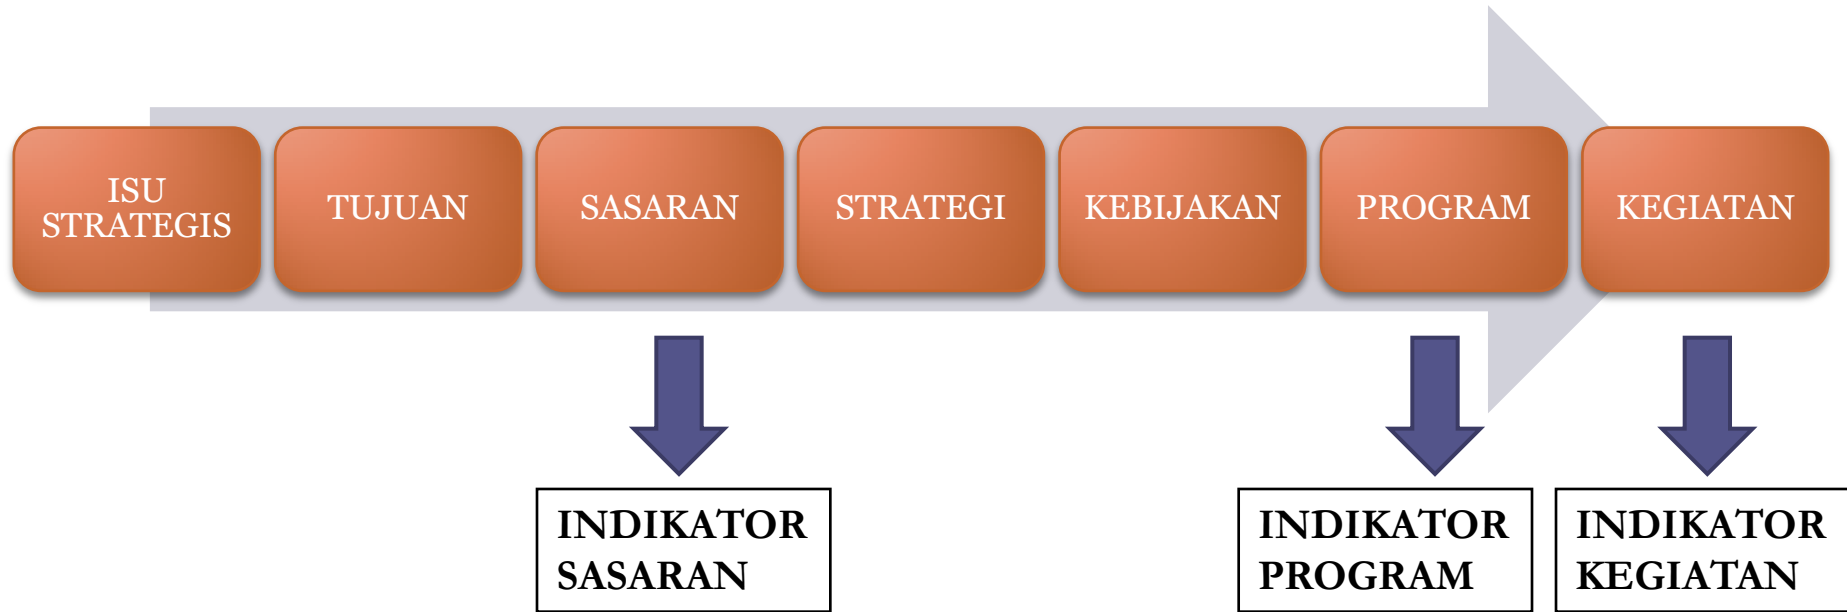 ISU
STRATEGIS
TUJUAN
SASARAN
STRATEGI
KEBIJAKAN
PROGRAM
KEGIATAN
INDIKATOR
SASARAN
INDIKATOR
PROGRAM
INDIKATOR
KEGIATAN